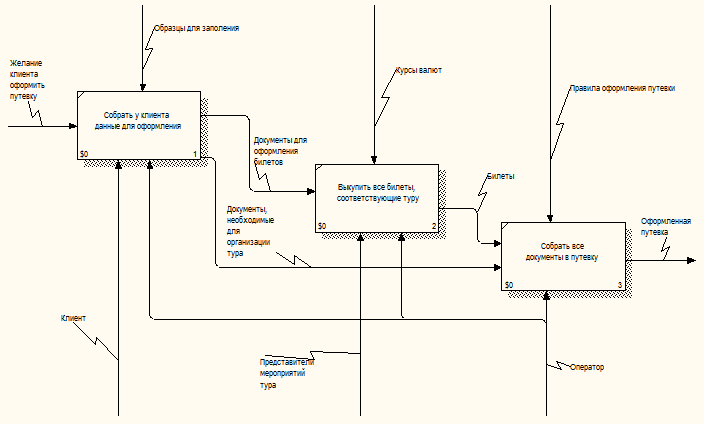 Образцы для заполения
Желание
клиента
оформить
путевку
Курсы валют
Правила оформления путевки
Собрать у клиента
данные для оформления
$0
1
Документы для
оформления
билетов
Выкупить все билеты,
соответствующие туру
$0
2
Билеты
Документы,
необходимые
для
организации
тура
Собрать все
документы в путевку
$0
3
Оформленная
путевка
Клиент
Представители
мероприятий
тура
Оператор